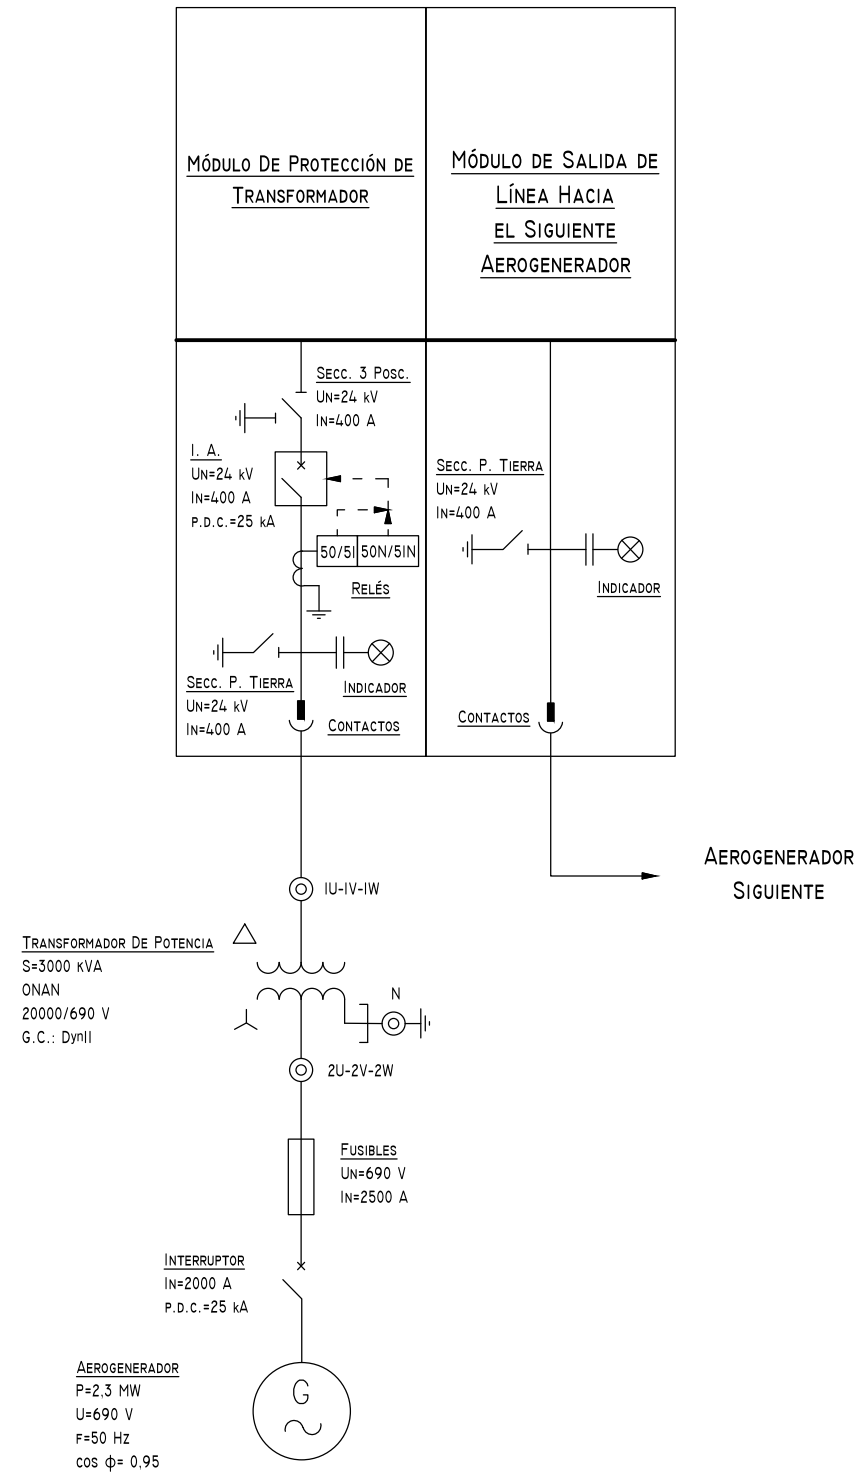 Módulo De Protección de
Transformador
Módulo de Salida de
Línea Hacia
el Siguiente
Aerogenerador
Secc. 3 Posc.
Un=24 kV
In=400 A
I. A.
Un=24 kV
In=400 A
p.d.c.=25 kA
50/51
50N/51N
Relés
Secc. P. Tierra
Un=24 kV
In=400 A
Indicador
Contactos
Secc. P. Tierra
Un=24 kV
In=400 A
Indicador
Contactos
Aerogenerador
Siguiente
1U-1V-1W
Transformador De Potencia
S=3000 kVA
ONAN
20000/690 V
G.C.: Dyn11
N
2U-2V-2W
Fusibles
Un=690 V
In=2500 A
Interruptor
In=2000 A
p.d.c.=25 kA
Aerogenerador
P=2,3 MW
U=690 V
f=50 Hz
cos φ= 0,95
G